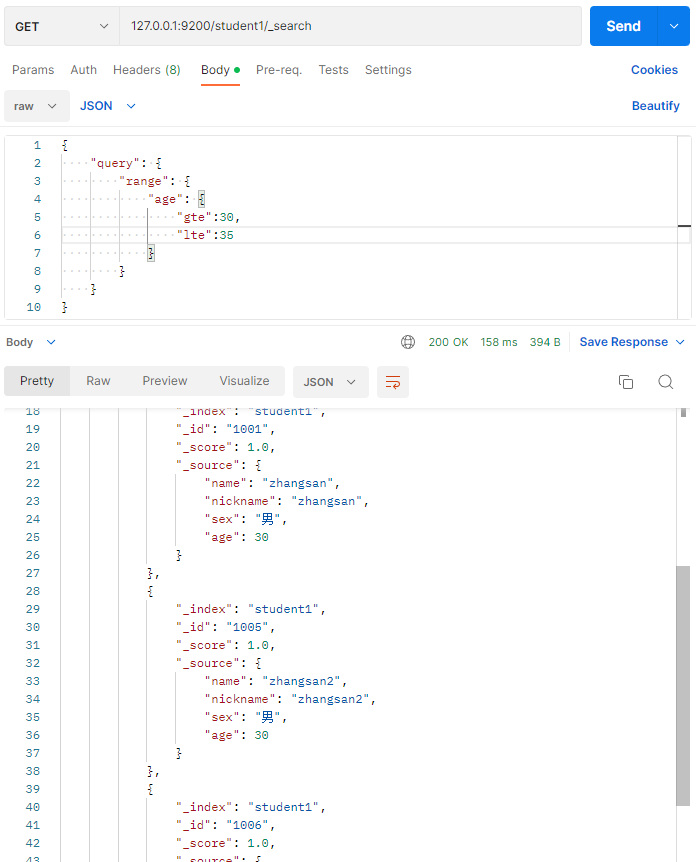 GET 127.0.0.1:9200/student1/_search Send
Params Auth Headers (8) Body Pre-req. Tests Settings Cookies
raw JSON Beautify
1 {
2 "query": {
3 "range": {
4 "age": {
5 "gte":30,
6 "lte":35
7 }
8 }
9 }
10 }
Body 200 OK 158 ms 394 B Save Response
Pretty Raw Preview Visualize JSON
18 "_index": "student1",
19 "_id": "1001",
20 "_score": 1.0,
21 "_source": {
22 "name": "zhangsan",
23 "nickname": "zhangsan",
24 "sex": "男",
25 "age": 30
26 }
27 },
28 {
29 "_index": "student1",
30 "_id": "1005",
31 "_score": 1.0,
32 "_source": {
33 "name": "zhangsan2",
34 "nickname": "zhangsan2",
35 "sex": "男",
36 "age": 30
37 }
38 },
39 {
40 "_index": "student1",
41 "_id": "1006",
42 "_score": 1.0,
43 "_source": {